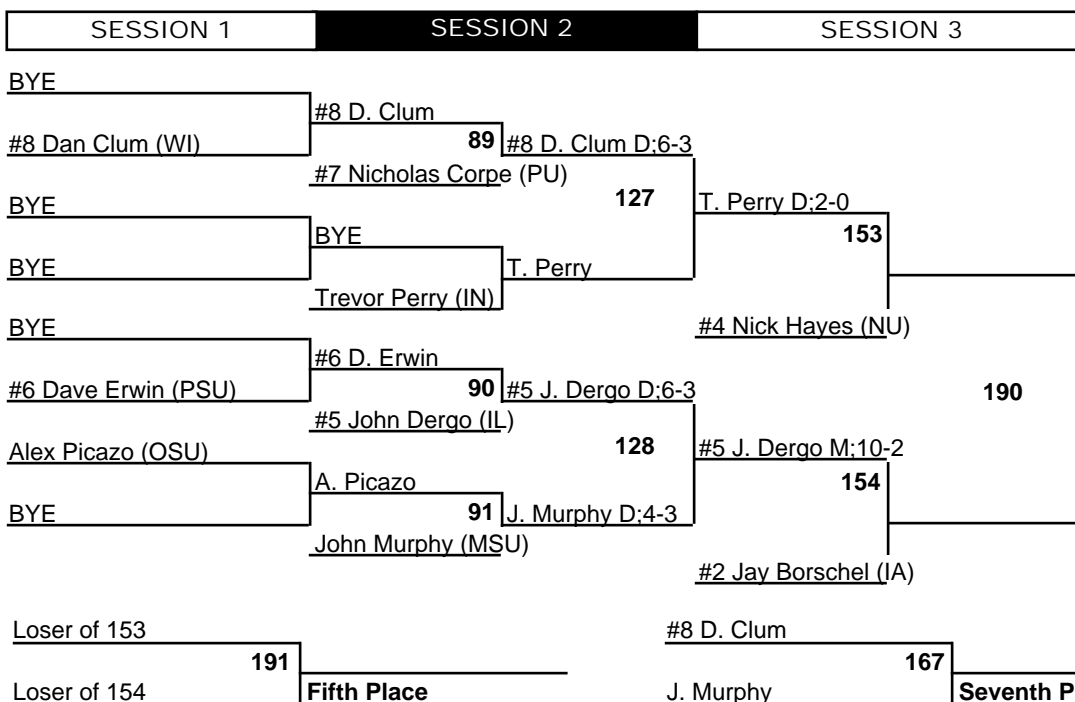 SESSION 1 SESSION 2 SESSION 3
BYE
#8 D. Clum
#8 Dan Clum (WI) 89 #8 D. Clum D;6-3
#7 Nicholas Corpe (PU)
127
BYE T. Perry D;2-0
BYE 153
BYE T. Perry
Trevor Perry (IN)
BYE #4 Nick Hayes (NU)
#6 D. Erwin
#6 Dave Erwin (PSU) 90 #5 J. Dergo D;6-3 190
#5 John Dergo (IL)
Alex Picazo (OSU) 128 #5 J. Dergo M;10-2
A. Picazo 154
BYE 91 J. Murphy D;4-3
John Murphy (MSU)
#2 Jay Borschel (IA)
Loser of 153 #8 D. Clum
191 167
Loser of 154 Fifth Place J. Murphy Seventh P